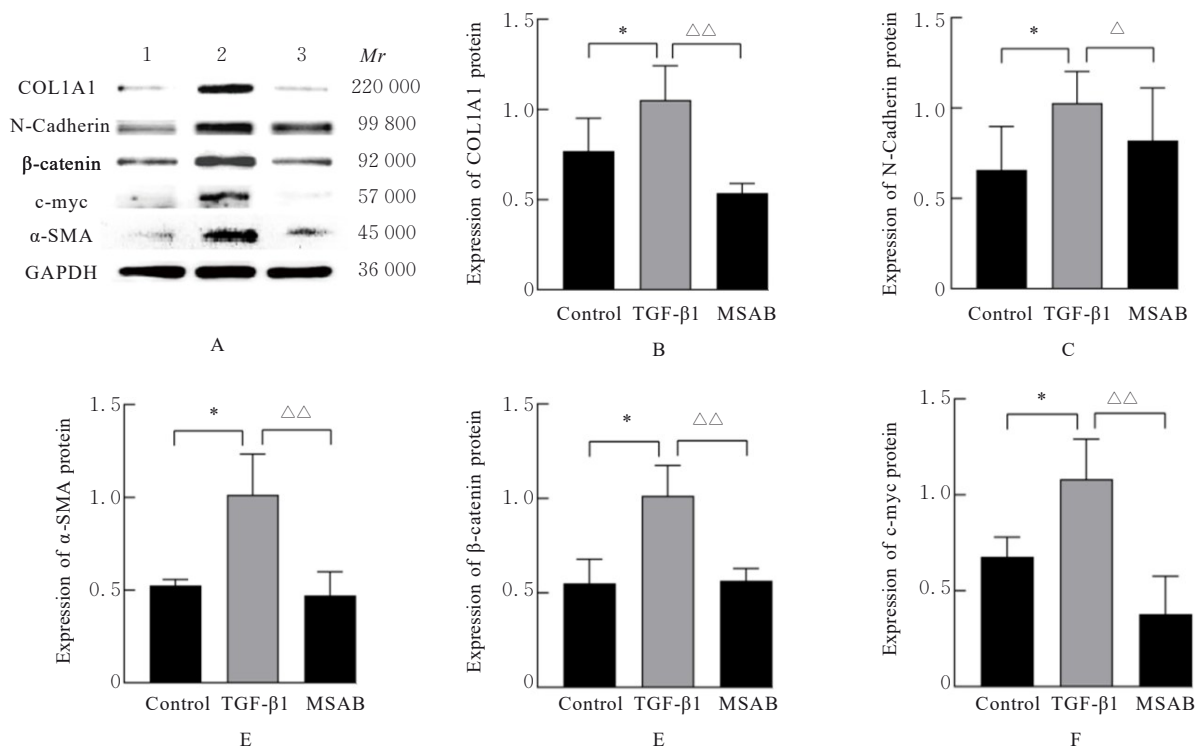 1 2 3 Mr
COL1A1 220 000
N-Cadherin 99 800
β-catenin 92 000
c-myc 57 000
α-SMA 45 000
GAPDH 36 000
A
Expression of COL1A1 protein
1.5
1.0
0.5
0
* △△
Control TGF-β1 MSAB
B
Expression of N-Cadherin protein
1.5
1.0
0.5
0
* △
Control TGF-β1 MSAB
C
Expression of α-SMA protein
1.5
1.0
0.5
0
* △△
Control TGF-β1 MSAB
E
Expression of β-catenin protein
1.5
1.0
0.5
0
* △△
Control TGF-β1 MSAB
E
Expression of c-myc protein
1.5
1.0
0.5
0
* △△
Control TGF-β1 MSAB
F